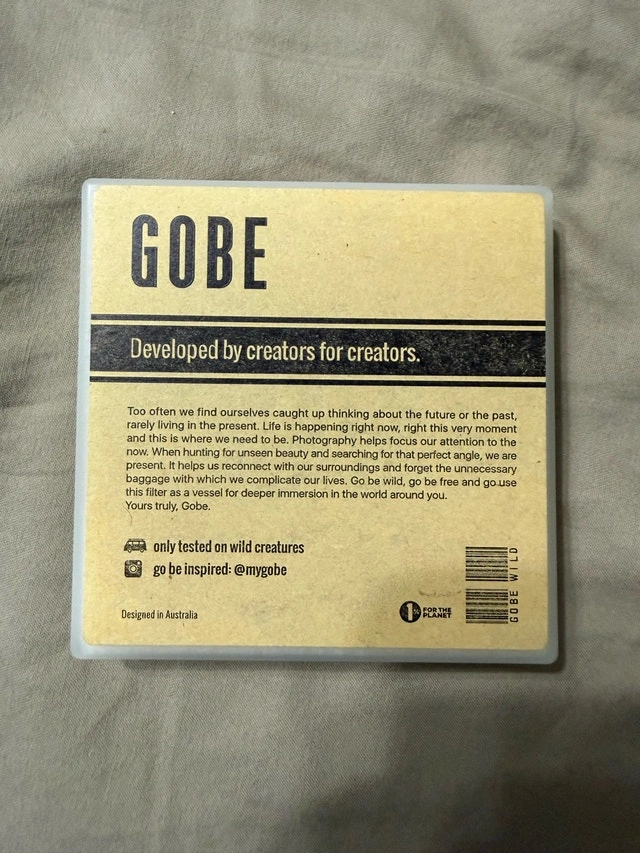 GOBE
Developed by creators for creators.
Too often we find ourselves caught up thinking about the future or the past,
rarely living in the present. Life is happening right now, right this very moment
and this is where we need to be. Photography helps focus our attention to the
now. When hunting for unseen beauty and searching for that perfect angle, we are
present. It helps us reconnect with our surroundings and forget the unnecessary
baggage with which we complicate our lives. Go be wild, go be free and go use
this filter as a vessel for deeper immersion in the world around you.
Yours truly, Gobe.
only tested on wild creatures
go be inspired: @mygobe
Designed in Australia
1% FOR THE
PLANET
GOBE WILD